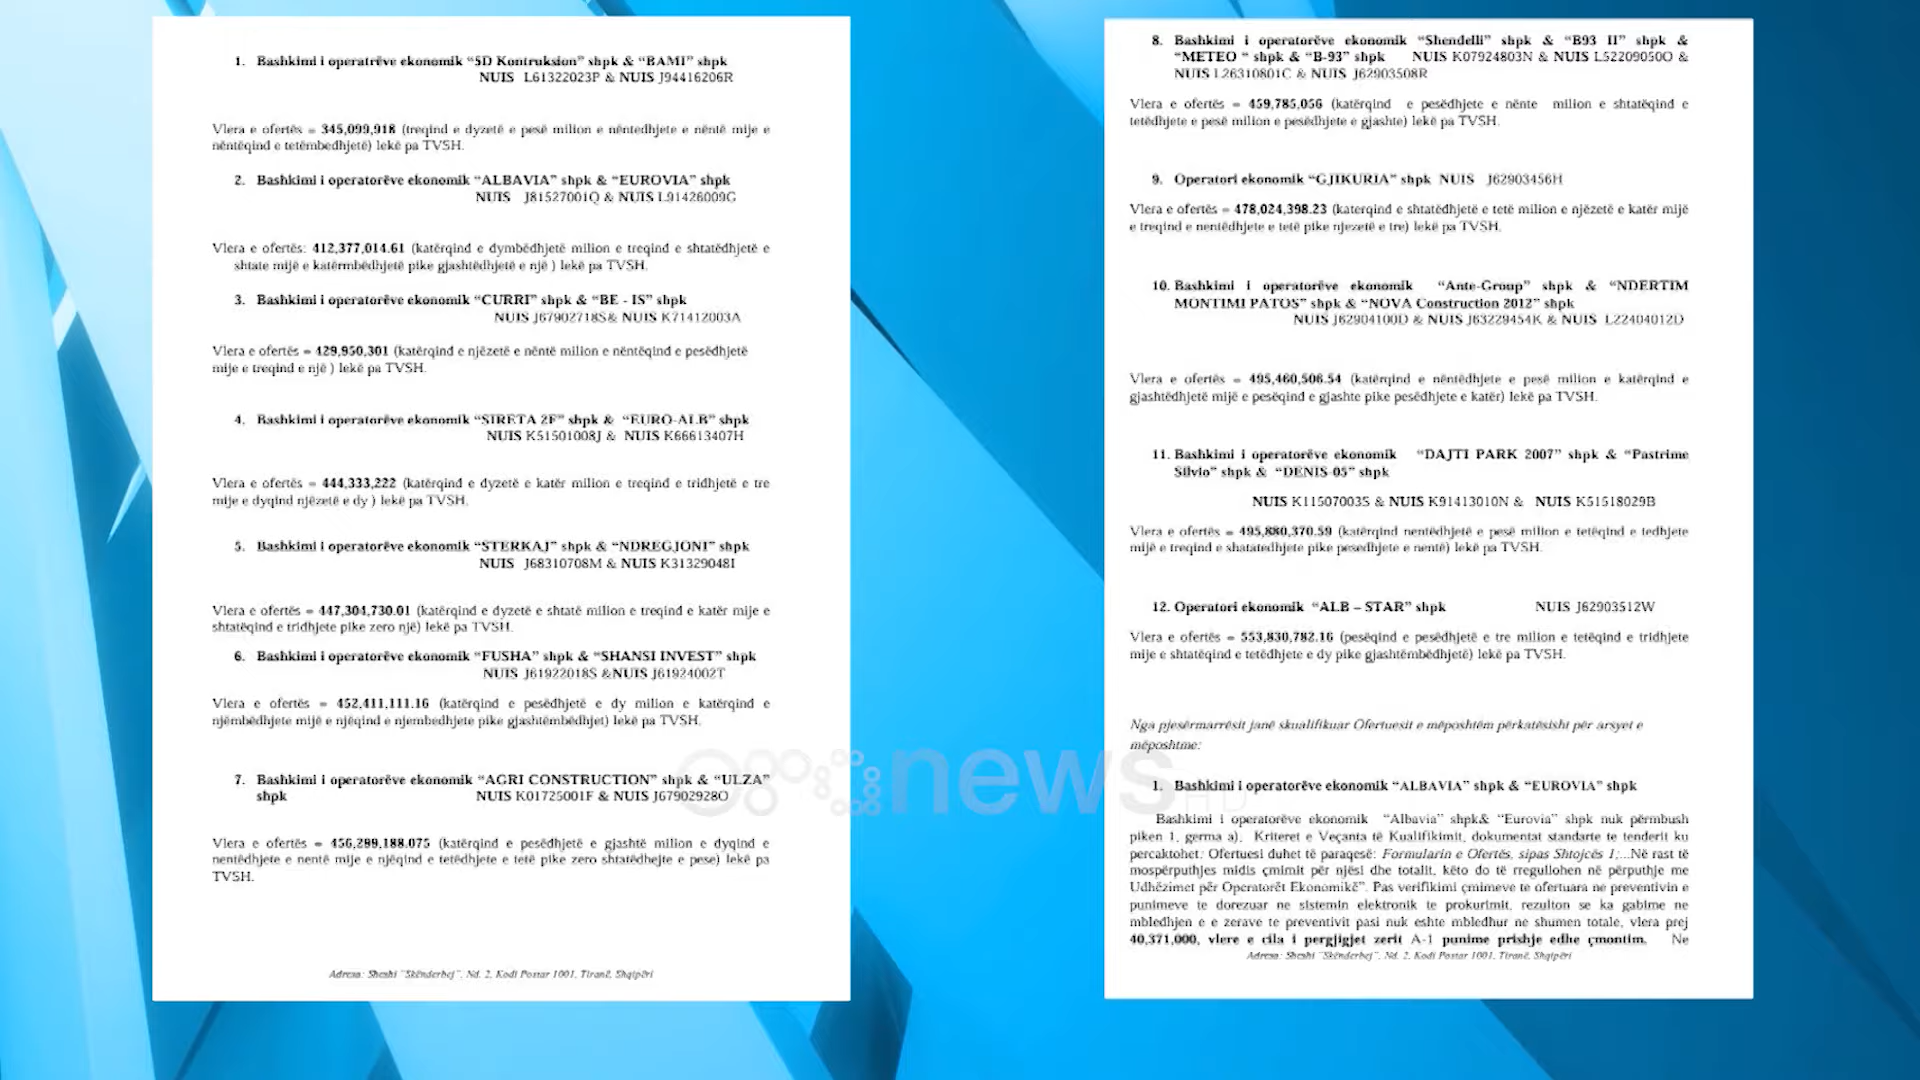 1. Bashkimi i operatrëve ekonomik “5D Kontruksion” shpk & “BAMI” shpk
NUIS L61322023P & NUIS J94416206R
Vlera e ofertës = 345,099,918 (treqind e dyzetë e pesë milion e nëntedhjete e nëntë mije e
nëntëqind e tetëmbedhjetë) lekë pa TVSH.
2. Bashkimi i operatorëve ekonomik “ALBAVIA” shpk & “EUROVIA” shpk
NUIS J81527001Q & NUIS L91426009G
Vlera e ofertës: 412,377,014.61 (katërqind e dymbëdhjetë milion e treqind e shtatëdhjetë e
shtate mijë e katërmbëdhjetë pike gjashtëdhjetë e një ) lekë pa TVSH.
3. Bashkimi i operatorëve ekonomik “CURRI” shpk & “BE - IS” shpk
NUIS J67902718S& NUIS K71412003A
Vlera e ofertës = 429,950,301 (katërqind e njëzetë e nëntë milion e nëntëqind e pesëdhjetë
mije e treqind e një ) lekë pa TVSH.
4. Bashkimi i operatorëve ekonomik “SIRETA 2F” shpk & “EURO-ALB” shpk
NUIS K51501008J & NUIS K66613407H
Vlera e ofertës = 444,333,222 (katërqind e dyzetë e katër milion e treqind e tridhjetë e tre
mije e dyqind njëzetë e dy ) lekë pa TVSH.
5. Bashkimi i operatorëve ekonomik “STERKAJ” shpk & “NDREGJONI” shpk
NUIS J68310708M & NUIS K31329048I
Vlera e ofertës = 447,304,730.01 (katërqind e dyzetë e shtatë milion e treqind e katër mije e
shtatëqind e tridhjete pike zero një) lekë pa TVSH.
6. Bashkimi i operatorëve ekonomik “FUSHA” shpk & “SHANSI INVEST” shpk
NUIS J61922018S &NUIS J61924002T
Vlera e ofertës = 452,411,111.16 (katërqind e pesëdhjetë e dy milion e katërqind e
njëmbëdhjete mijë e njëqind e njembedhjete pike gjashtëmbëdhjet) lekë pa TVSH.
7. Bashkimi i operatorëve ekonomik “AGRI CONSTRUCTION” shpk & “ULZA”
shpk NUIS K01725001F & NUIS J67902928O
Vlera e ofertës = 456,299,188.075 (katërqind e pesëdhjetë e gjashtë milion e dyqind e
nentëdhjete e nentë mije e njëqind e tetëdhjete e tetë pike zero shtatëdhejte e pese) lekë pa
TVSH.
Adresa: Sheshi “Skënderbej”, Nd. 2, Kodi Postar 1001, Tiranë, Shqipëri
8. Bashkimi i operatorëve ekonomik “Shendelli” shpk & “B93 II” shpk &
“METEO “ shpk & “B-93” shpk NUIS K07924803N & NUIS L52209050O &
NUIS L26310801C & NUIS J62903508R
Vlera e ofertës = 459,785,056 (katërqind e pesëdhjete e nënte milion e shtatëqind e
tetëdhjete e pesë milion e pesëdhjete e gjashte) lekë pa TVSH.
9. Operatori ekonomik “GJIKURIA” shpk NUIS J62903456H
Vlera e ofertës = 478,024,398.23 (katerqind e shtatëdhjetë e tetë milion e njëzetë e katër mijë
e treqind e nentëdhjete e tetë pike njezetë e tre) lekë pa TVSH.
10. Bashkimi i operatorëve ekonomik “Ante-Group” shpk & “NDERTIM
MONTIMI PATOS” shpk & “NOVA Construction 2012” shpk
NUIS J62904100D & NUIS J63229454K & NUIS L22404012D
Vlera e ofertës = 495,460,506.54 (katërqind e nëntëdhjete e pesë milion e katërqind e
gjashtëdhjetë mijë e pesëqind e gjashte pike pesëdhjete e katër) lekë pa TVSH.
11. Bashkimi i operatorëve ekonomik “DAJTI PARK 2007” shpk & “Pastrime
Silvio” shpk & “DENIS-05” shpk
NUIS K11507003S & NUIS K91413010N & NUIS K51518029B
Vlera e ofertës = 495,880,370.59 (katërqind nentëdhjetë e pesë milion e tetëqind e tedhjete
mijë e treqind e shatatedhjete pike pesedhjete e nentë) lekë pa TVSH.
12. Operatori ekonomik “ALB – STAR” shpk NUIS J62903512W
Vlera e ofertës = 553,830,782.16 (pesëqind e pesëdhjetë e tre milion e tetëqind e tridhjete
mije e shtatëqind e tetëdhjete e dy pike gjashtëmbëdhjetë) lekë pa TVSH.
Nga pjesërmarrësit janë skualifikuar Ofertuesit e mëposhtëm përkatësisht për arsyet e
mëposhtme:
1. Bashkimi i operatorëve ekonomik “ALBAVIA” shpk & “EUROVIA” shpk
Bashkimi i operatorëve ekonomik “Albavia” shpk& “Eurovia” shpk nuk përmbush
piken 1, germa a), Kriteret e Veçanta të Kualifikimit, dokumentat standarte te tenderit ku
percaktohet: Ofertuesi duhet të paraqesë: Formularin e Ofertës, sipas Shtojcës 1;...Në rast të
mospërputhjes midis çmimit për njësi dhe totalit, këto do të rregullohen në përputhje me
Udhëzimet për Operatorët Ekonomikë”. Pas verifikimi çmimeve te ofertuara ne preventivin e
punimeve te dorezuar ne sistemin elektronik te prokurimit, rezulton se ka gabime ne
mbledhjen e e zerave te preventivit pasi nuk eshte mbledhur ne shumen totale, vlera prej
40,371,000, vlere e cila i pergjigjet zerit A-1 punime prishje edhe çmontim. Ne
Adresa: Sheshi “Skënderbej”, Nd. 2, Kodi Postar 1001, Tiranë, Shqipëri
news HD